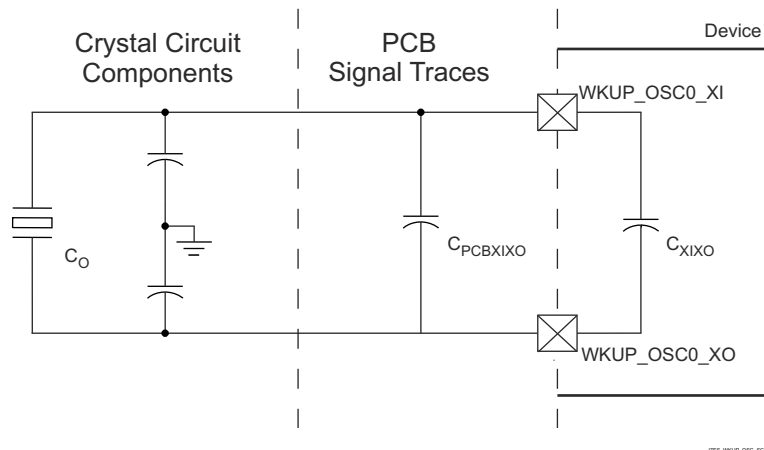 Crystal Circuit
Components
PCB
Signal Traces
Device
WKUP_OSC0_XI
CO
CPCBXIXO
CXIXO
WKUP_OSC0_XO